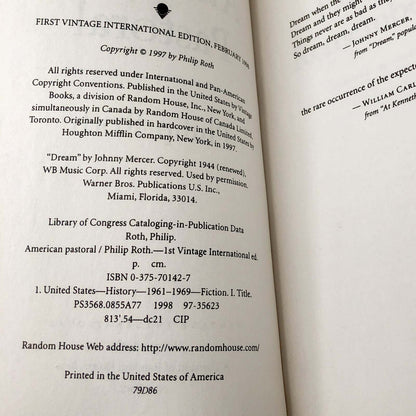 FIRST VINTAGE INTERNATIONAL EDITION, FEBRUARY 1998
Copyright © 1997 by Philip Roth
All rights reserved under International and Pan-American
Copyright Conventions. Published in the United States by Vintage
Books, a division of Random House, Inc., New York, and
simultaneously in Canada by Random House of Canada Limited,
Toronto. Originally published in hardcover in the United States by
Houghton Mifflin Company, New York, in 1997.
"Dream" by Johnny Mercer. Copyright 1944 (renewed),
WB Music Corp. All rights reserved. Used by permission.
Warner Bros. Publications U.S. Inc.,
Miami, Florida, 33014.
Library of Congress Cataloging-in-Publication Data
Roth, Philip.
American pastoral / Philip Roth.—1st Vintage International ed.
p. cm.
ISBN 0-375-70142-7
1. United States—History—1961–1969—Fiction. I. Title.
PS3568.0855A77 1998 97-35623
813'.54—dc21 CIP
Random House Web address: http://www.randomhouse.com/
Printed in the United States of America
79D86
Dream when the
Dream and they might
Things never are as bad as they
So dream, dream, dream.
— JOHNNY MERCER,
from "Dream," popula
the rare occurrence of the expecte
— WILLIAM CARL
from "At Kenneth